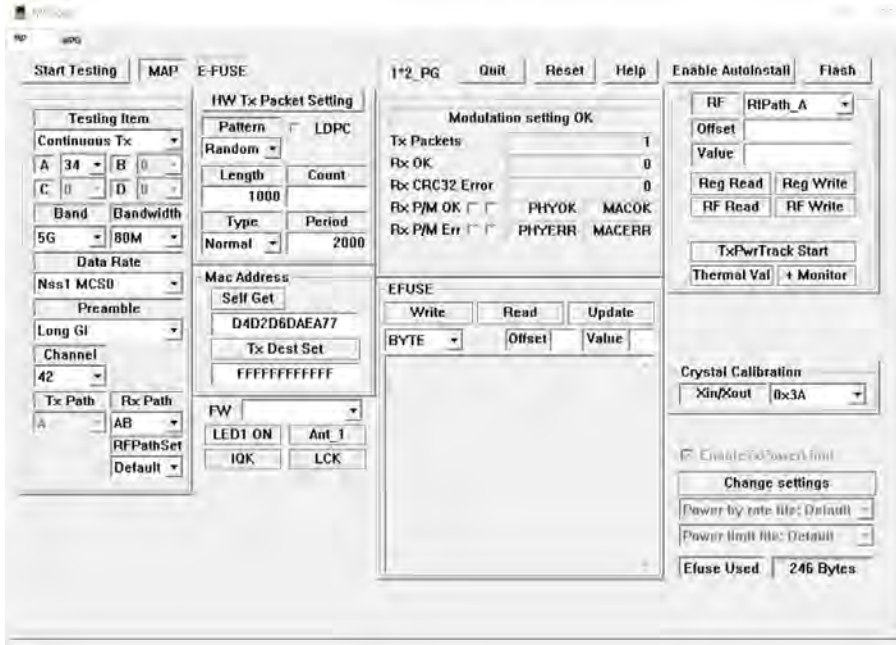 Start Testing MAP E-FUSE 1*2_PG Quit Reset Help Enable AutoInstall Flash
Testing Item
Continuous Tx
A 34 B 0
C 0 D 0
Band Bandwidth
5G 80M
Data Rate
Nss1 MCS0
Preamble
Long GI
Channel
42
Tx Path Rx Path
A AB
RFPathSet
Default
HW Tx Packet Setting
Pattern LDPC
Random
Length Count
1000
Type Period
Normal 2000
Mac Address
Self Get
D4D2D6DAEA77
Tx Dest Set
FFFFFFFFFFFF
FW
LED1 ON Ant_1
IQK LCK
Modulation setting OK
Tx Packets 1
Rx OK 0
Rx CRC32 Error 0
Rx P/M OK PHYOK MACOK
Rx P/M Err PHYERR MACERR
EFUSE
Write Read Update
BYTE Offset Value
RF RfPath_A
Offset
Value
Reg Read Reg Write
RF Read RF Write
TxPwrTrack Start
Thermal Val + Monitor
Crystal Calibration
Xin/Xout 0x3A
Change settings
Power by rate file: Default
Power limit file: Default
Efuse Used 246 Bytes